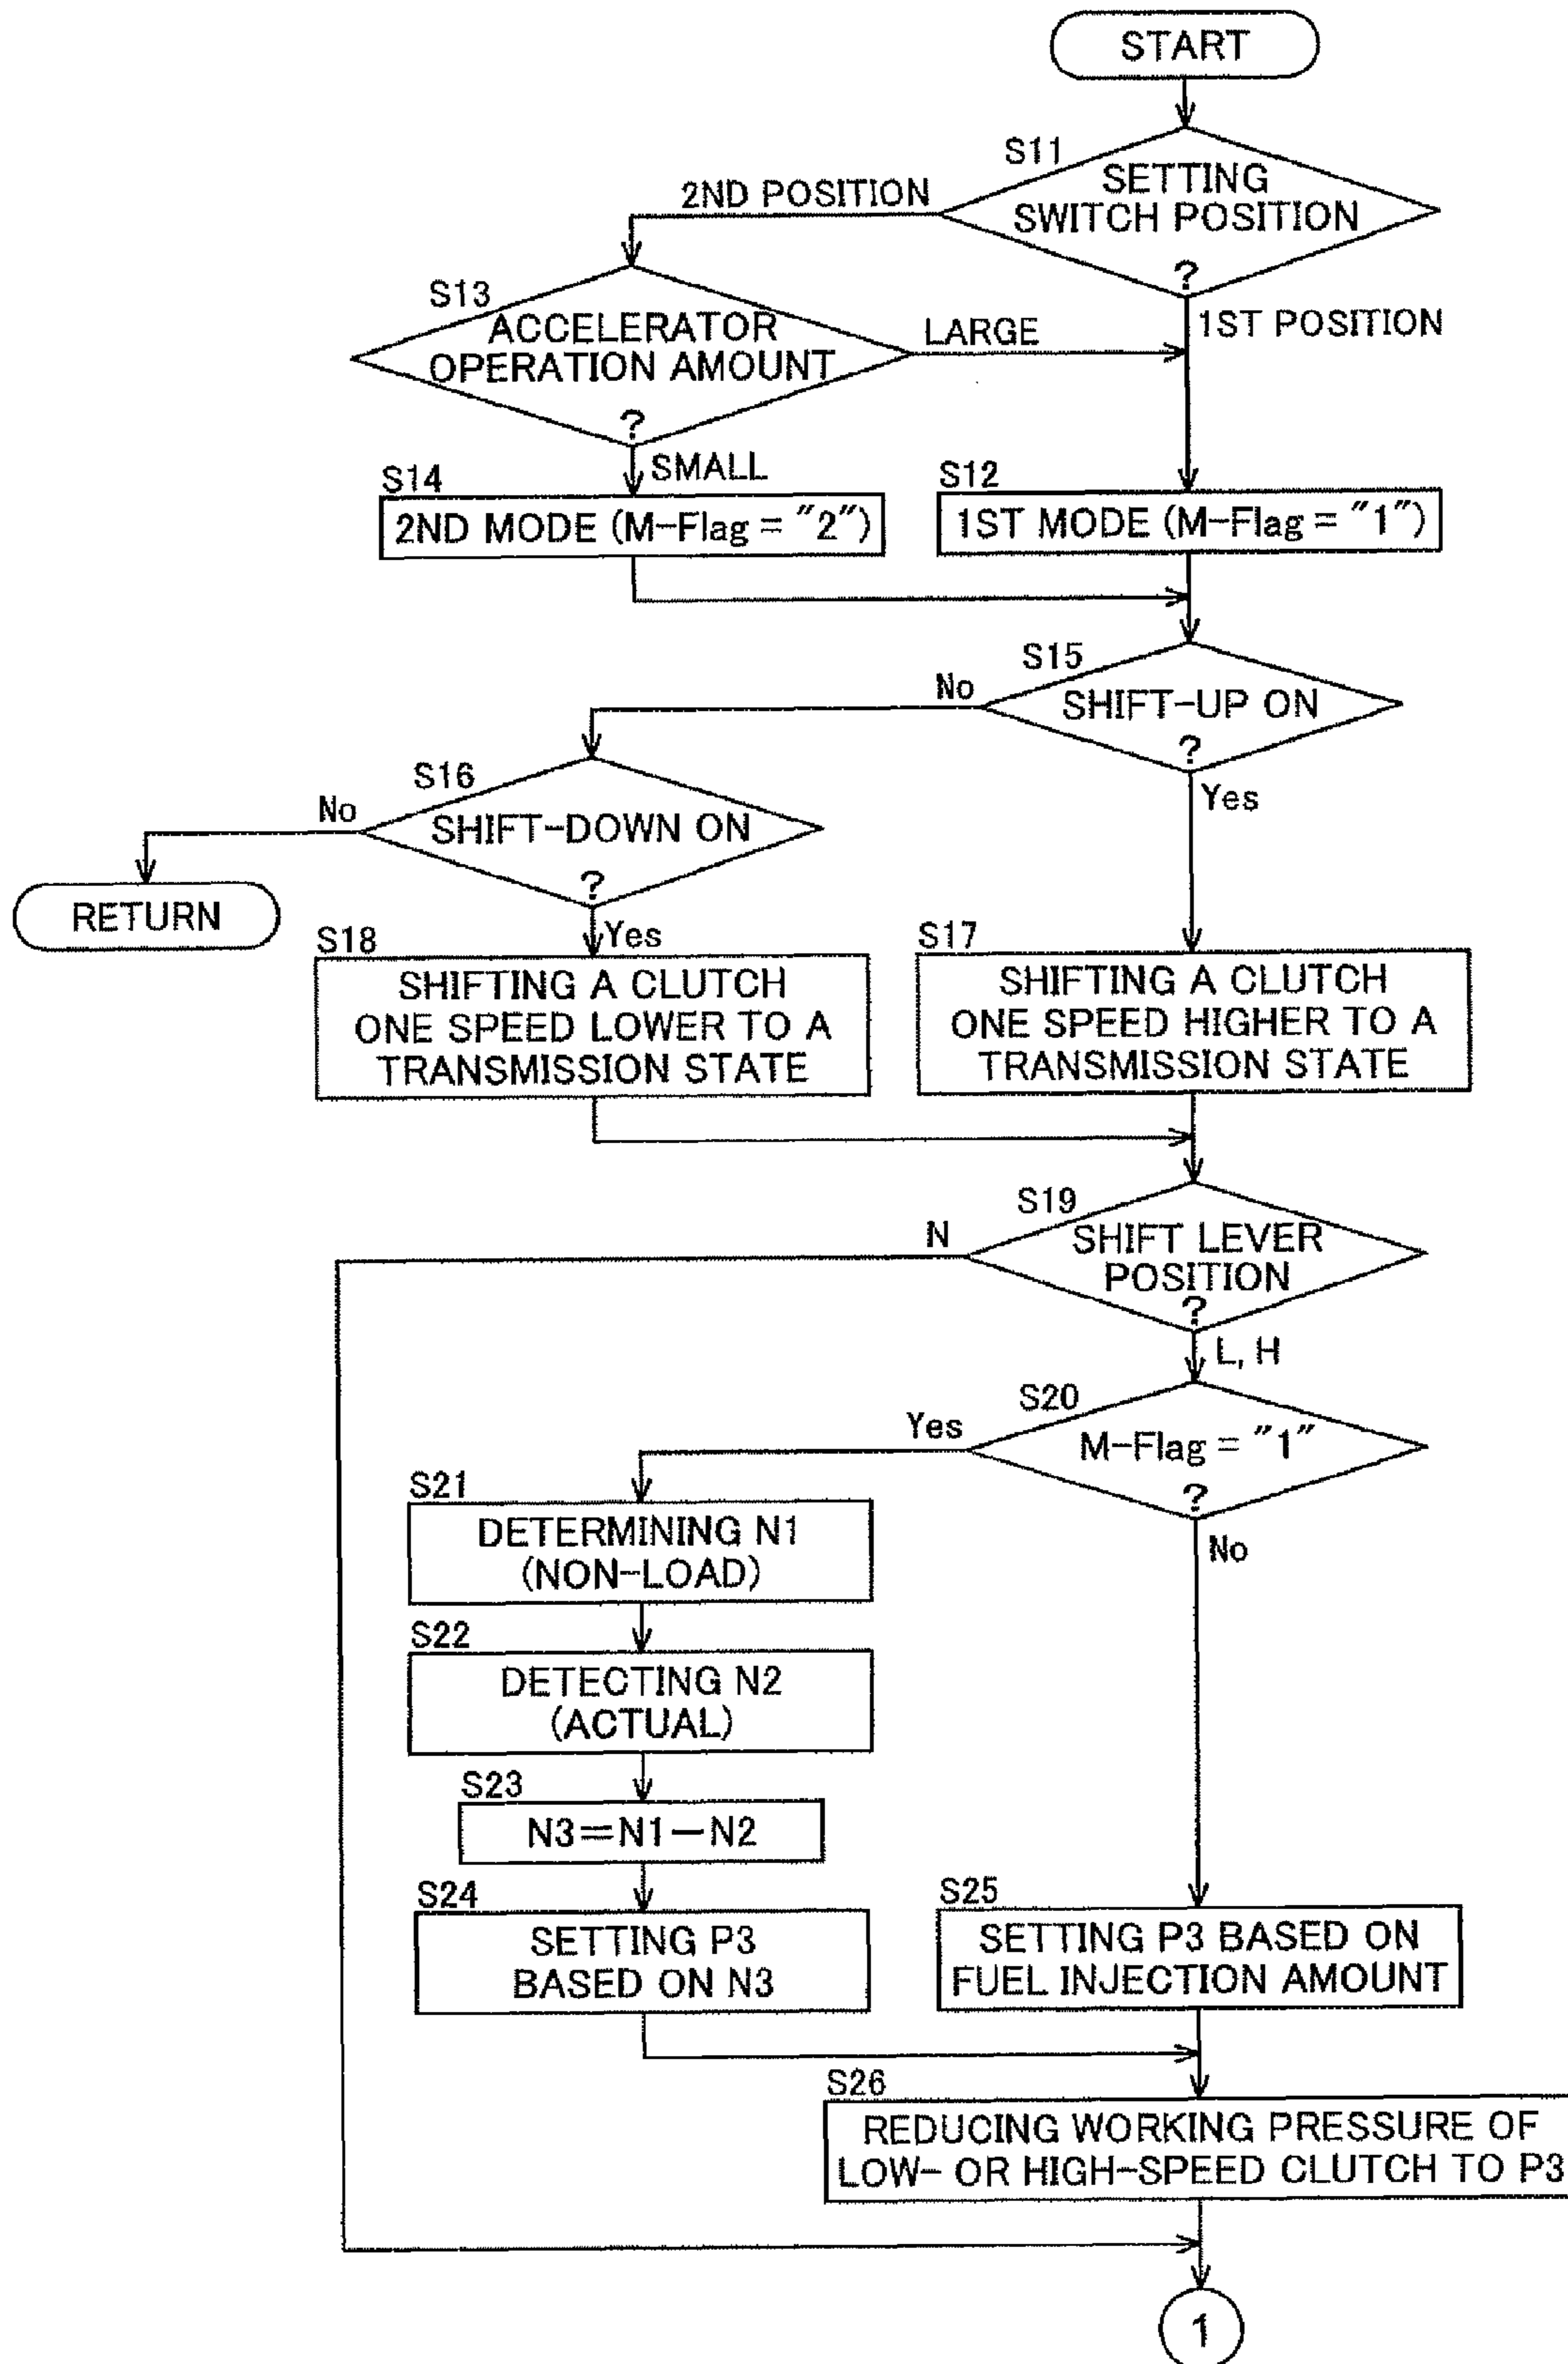 START
S11
SETTING
SWITCH POSITION
?
2ND POSITION
1ST POSITION
S13
ACCELERATOR
OPERATION AMOUNT
?
LARGE
SMALL
S14
2ND MODE (M-Flag = "2")
S12
1ST MODE (M-Flag = "1")
S15
SHIFT-UP ON
?
No
Yes
S16
SHIFT-DOWN ON
?
No
Yes
RETURN
S18
SHIFTING A CLUTCH
ONE SPEED LOWER TO A
TRANSMISSION STATE
S17
SHIFTING A CLUTCH
ONE SPEED HIGHER TO A
TRANSMISSION STATE
S19
SHIFT LEVER
POSITION
?
N
L, H
S20
M-Flag = "1"
?
Yes
No
S21
DETERMINING N1
(NON-LOAD)
S22
DETECTING N2
(ACTUAL)
S23
N3=N1-N2
S24
SETTING P3
BASED ON N3
S25
SETTING P3 BASED ON
FUEL INJECTION AMOUNT
S26
REDUCING WORKING PRESSURE OF
LOW- OR HIGH-SPEED CLUTCH TO P3
1